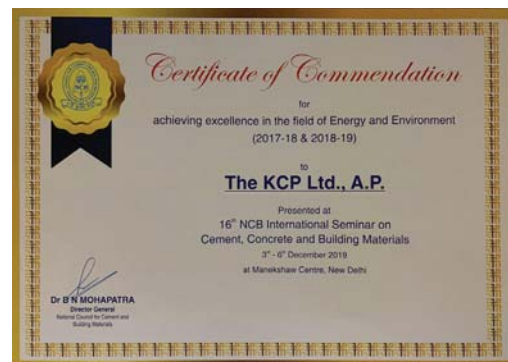 Certificate of Commendation
for
achieving excellence in the field of Energy and Environment
(2017-18 & 2018-19)
to
The KCP Ltd., A.P.
Presented at
16th NCB International Seminar on
Cement, Concrete and Building Materials
3rd - 6th December 2019
at Manekshaw Centre, New Delhi
Dr B N MOHAPATRA
Director General
National Council for Cement and
Building Materials